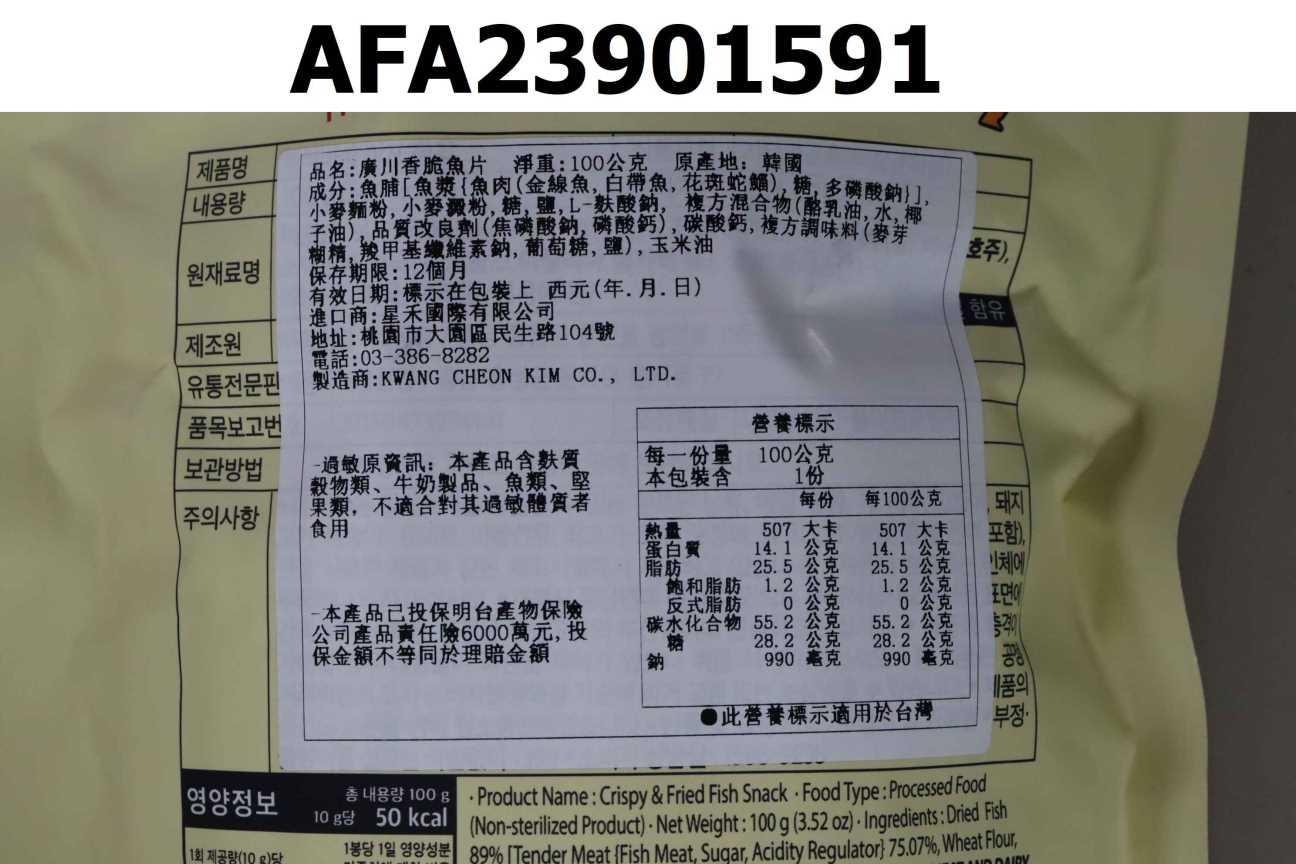 AFA23901591
제품명
내용량
원재료명
제조원
유통전문판
품목보고번
보관방법
주의사항
品名:廣川香脆魚片 淨重:100公克 原產地: 韓國
成分:魚脯[魚漿{魚肉(金線魚,白帶魚,花斑蛇鯔),糖,多磷酸鈉}],
小麥麵粉,小麥澱粉,糖,鹽,L-麩酸鈉, 複方混合物(酪乳油,水,椰
子油),品質改良劑(焦磷酸鈉,磷酸鈣),碳酸鈣,複方調味料(麥芽
糊精,羧甲基纖維素鈉,葡萄糖,鹽),玉米油
保存期限:12個月
有效日期:標示在包裝上 西元(年.月.日)
進口商:星禾國際有限公司
地址:桃園市大園區民生路104號
電話:03-386-8282
製造商:KWANG CHEON KIM CO., LTD.
-過敏原資訊: 本產品含麩質
穀物類、牛奶製品、魚類、堅
果類, 不適合對其過敏體質者
食用
-本產品已投保明台產物保險
公司產品責任險6000萬元,投
保金額不等同於理賠金額
營養標示
每一份量 100公克
本包裝含 1份
每份 每100公克
熱量 507 大卡 507 大卡
蛋白質 14.1 公克 14.1 公克
脂肪 25.5 公克 25.5 公克
飽和脂肪 1.2 公克 1.2 公克
反式脂肪 0 公克 0 公克
碳水化合物 55.2 公克 55.2 公克
糖 28.2 公克 28.2 公克
鈉 990 毫克 990 毫克
●此營養標示適用於台灣
호주),
함유
, 돼지
포함),
인체에
표면에
충격이
제품의
부정·
영양정보 총 내용량 100 g
10 g당 50 kcal
1회 제공량(10 g)당 1봉당 1일 영양성분
· Product Name : Crispy & Fried Fish Snack · Food Type : Processed Food
(Non-sterilized Product) · Net Weight : 100 g (3.52 oz) · Ingredients : Dried Fish
89% [Tender Meat {Fish Meat, Sugar, Acidity Regulator} 75.07%, Wheat Flour,